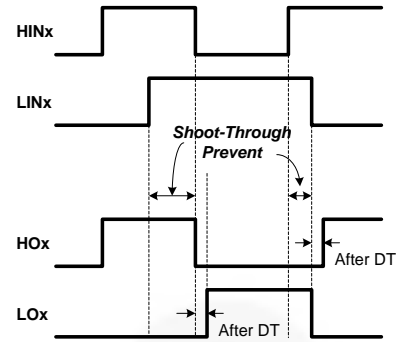 HINx
LINx
Shoot-Through
Prevent
HOx
After DT
LOx
After DT